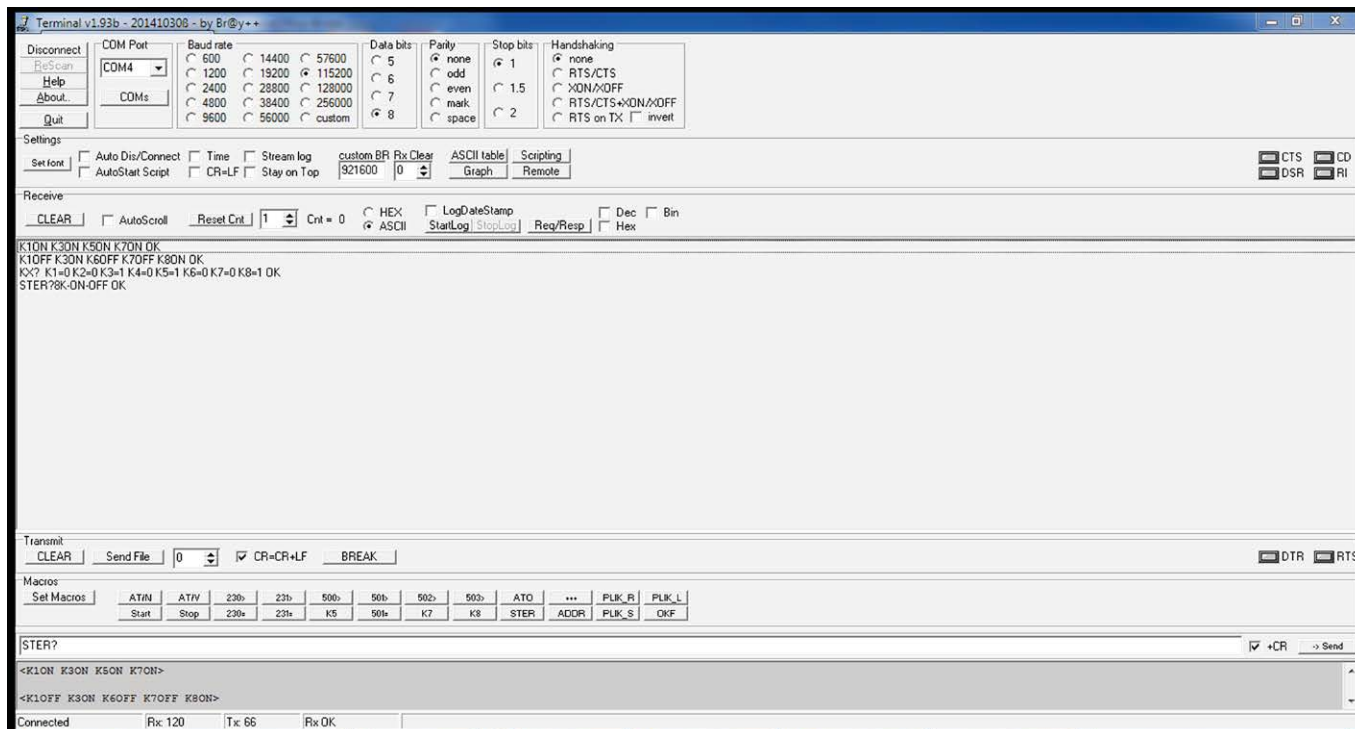 Terminal v1.93b - 20141030ß - by Br@y++
Disconnect
ReScan
Help
About..
Quit
COM Port
COM4
COMs
Baud rate
600 14400 57600
1200 19200 115200
2400 28800 128000
4800 38400 256000
9600 56000 custom
Data bits
5
6
7
8
Parity
none
odd
even
mark
space
Stop bits
1
1.5
2
Handshaking
none
RTS/CTS
XON/XOFF
RTS/CTS+XON/XOFF
RTS on TX invert
Settings
Set font
Auto Dis/Connect Time Stream log custom BR Rx Clear ASCII table Scripting
AutoStart Script CR=LF Stay on Top 921600 0 Graph Remote
CTS CD
DSR RI
Receive
CLEAR AutoScroll Reset Cnt 1 Cnt = 0
HEX
ASCII
LogDateStamp
StartLog StopLog Req/Resp
Dec Bin
Hex
K1ON K3ON K5ON K7ON OK
K1OFF K3ON K6OFF K7OFF K8ON OK
KX? K1=0 K2=0 K3=1 K4=0 K5=1 K6=0 K7=0 K8=1 OK
STER?8K-ON-OFF OK
Transmit
CLEAR Send File 0 CR=CR+LF BREAK
DTR RTS
Macros
Set Macros
AT/N AT/V 230> 231> 500> 50b 502> 503> ATO ... PLIK_R PLIK_L
Start Stop 230= 231= K5 501= K7 K8 STER ADDR PLIK_S OKF
STER?
+CR -> Send
<K1ON K3ON K5ON K7ON>
<K1OFF K3ON K6OFF K7OFF K8ON>
Connected Rx: 120 Tx: 66 Rx OK